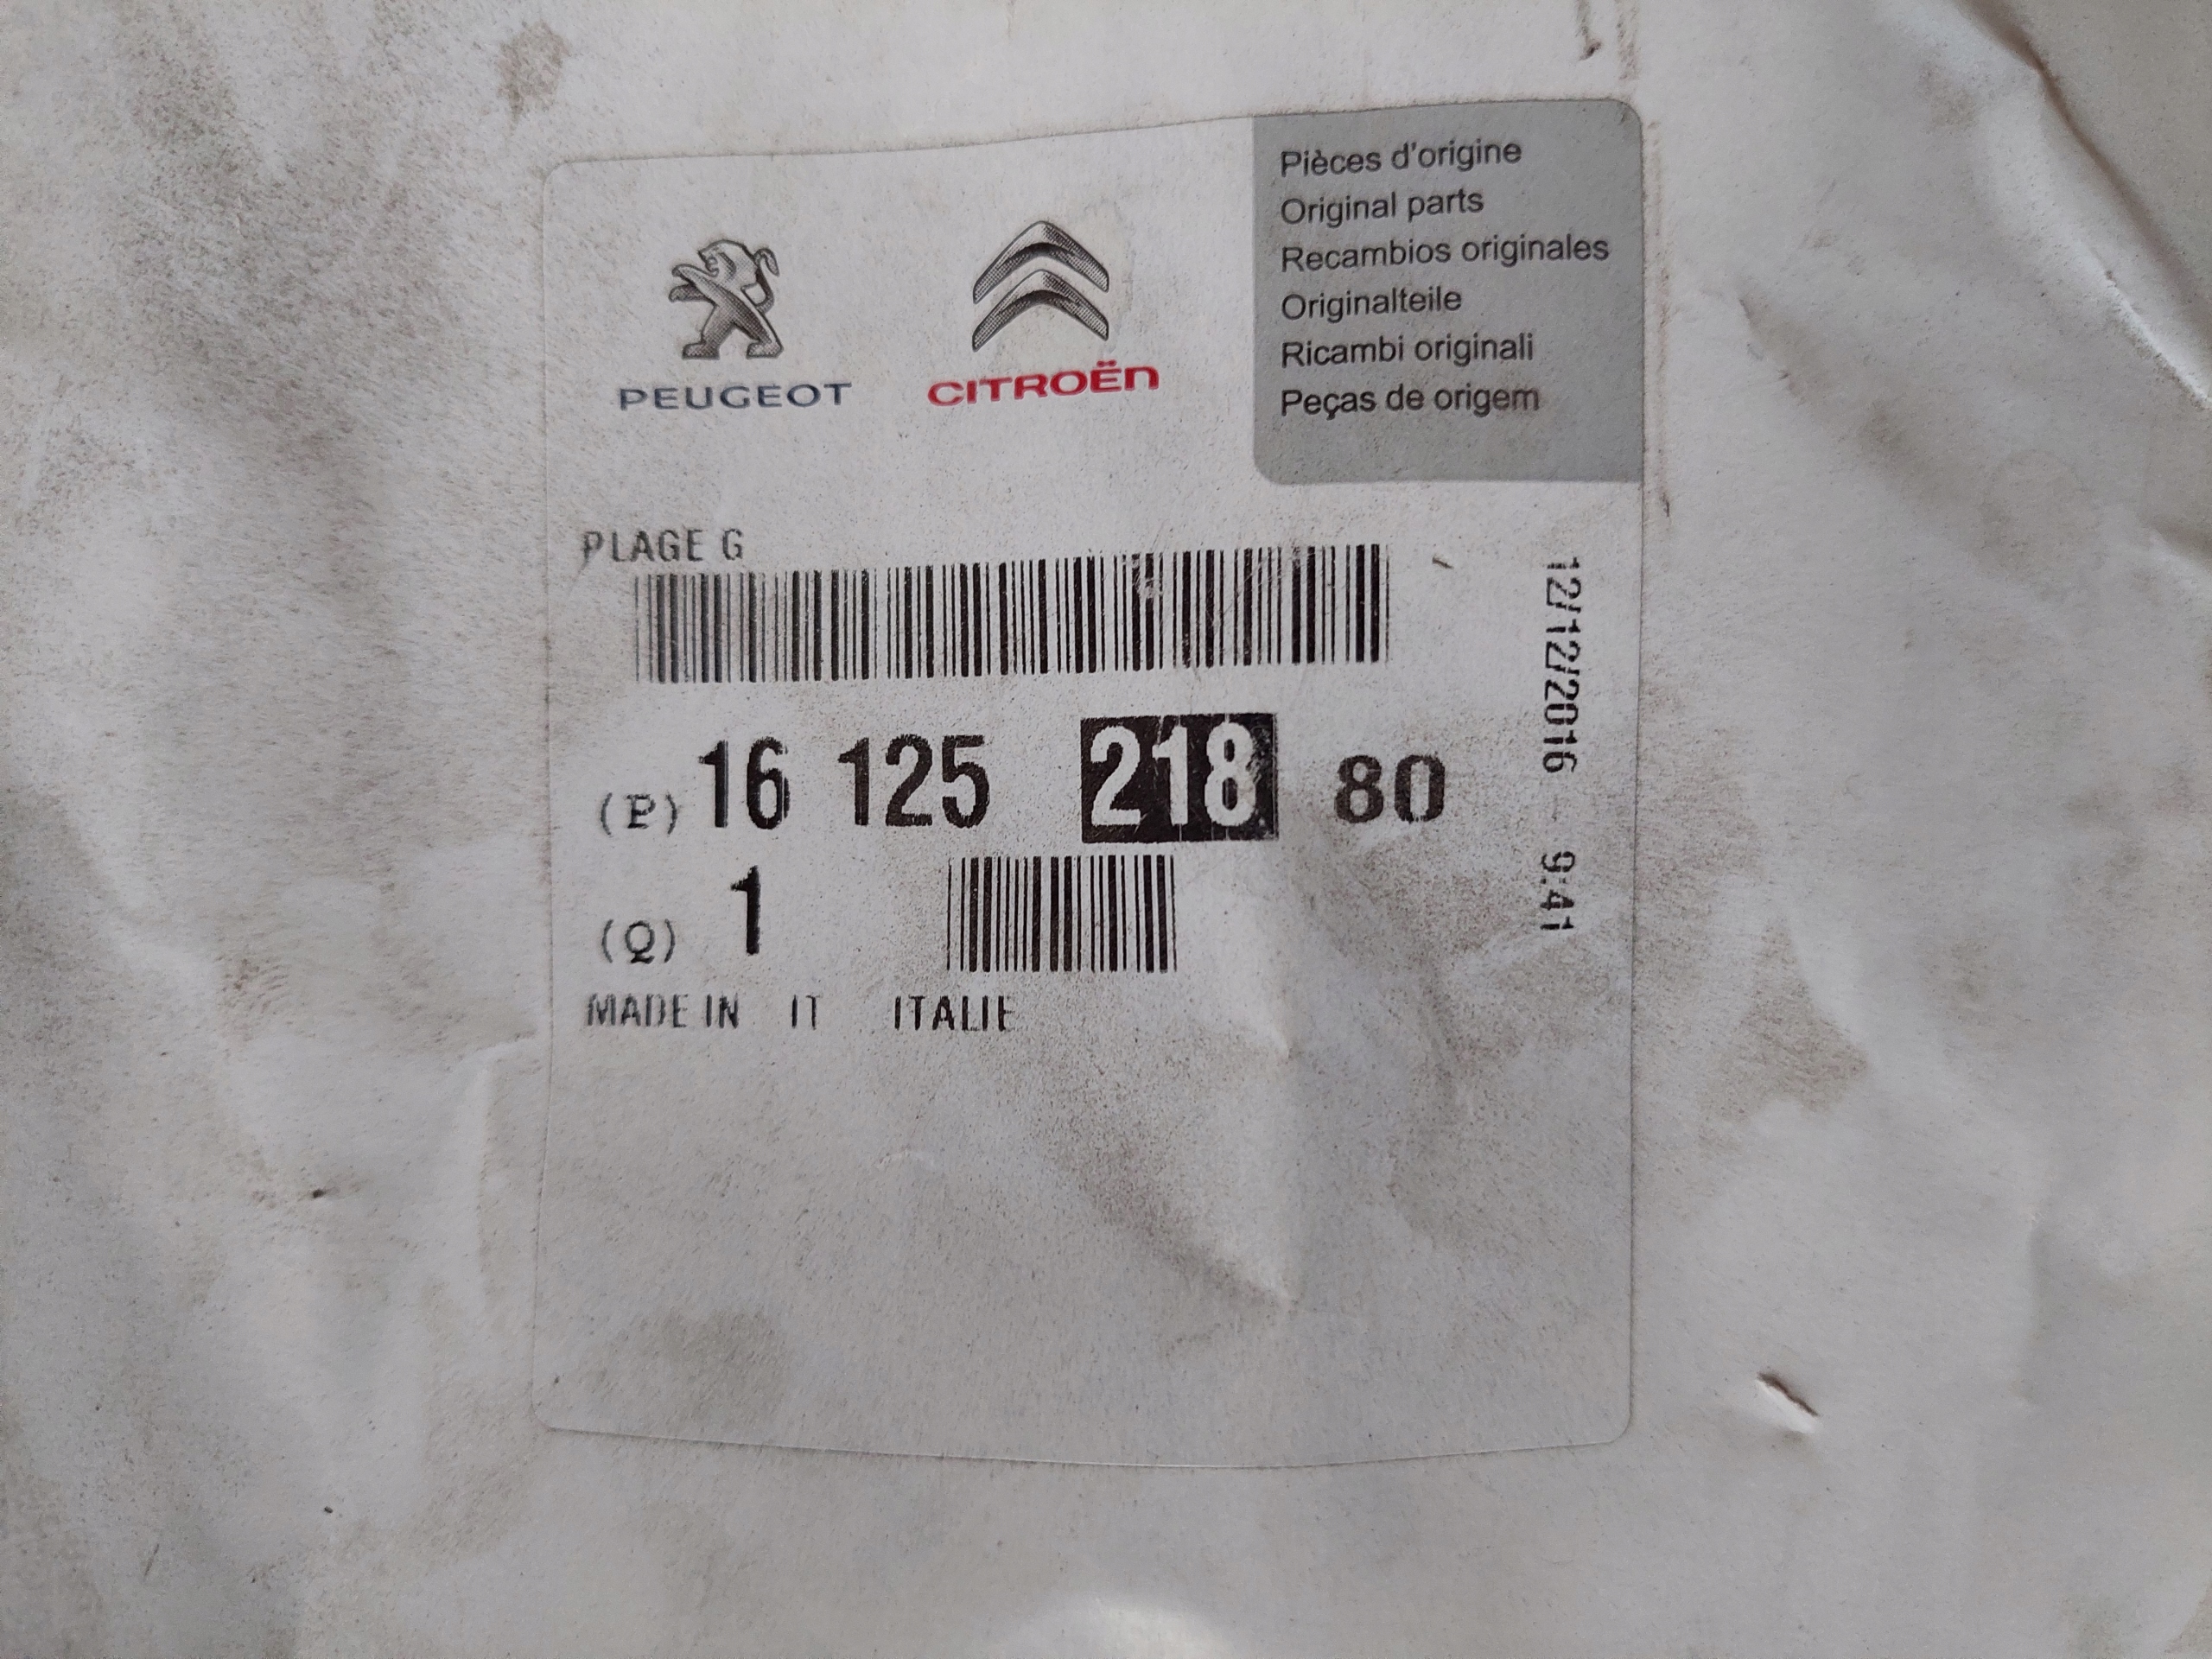 PEUGEOT
CITROËN
Pièces d'origine
Original parts
Recambios originales
Originalteile
Ricambi originali
Peças de origem
PLAGE G
(P) 16 125 218 80
(Q) 1
MADE IN IT ITALIE
12/12/2016 - 9:41